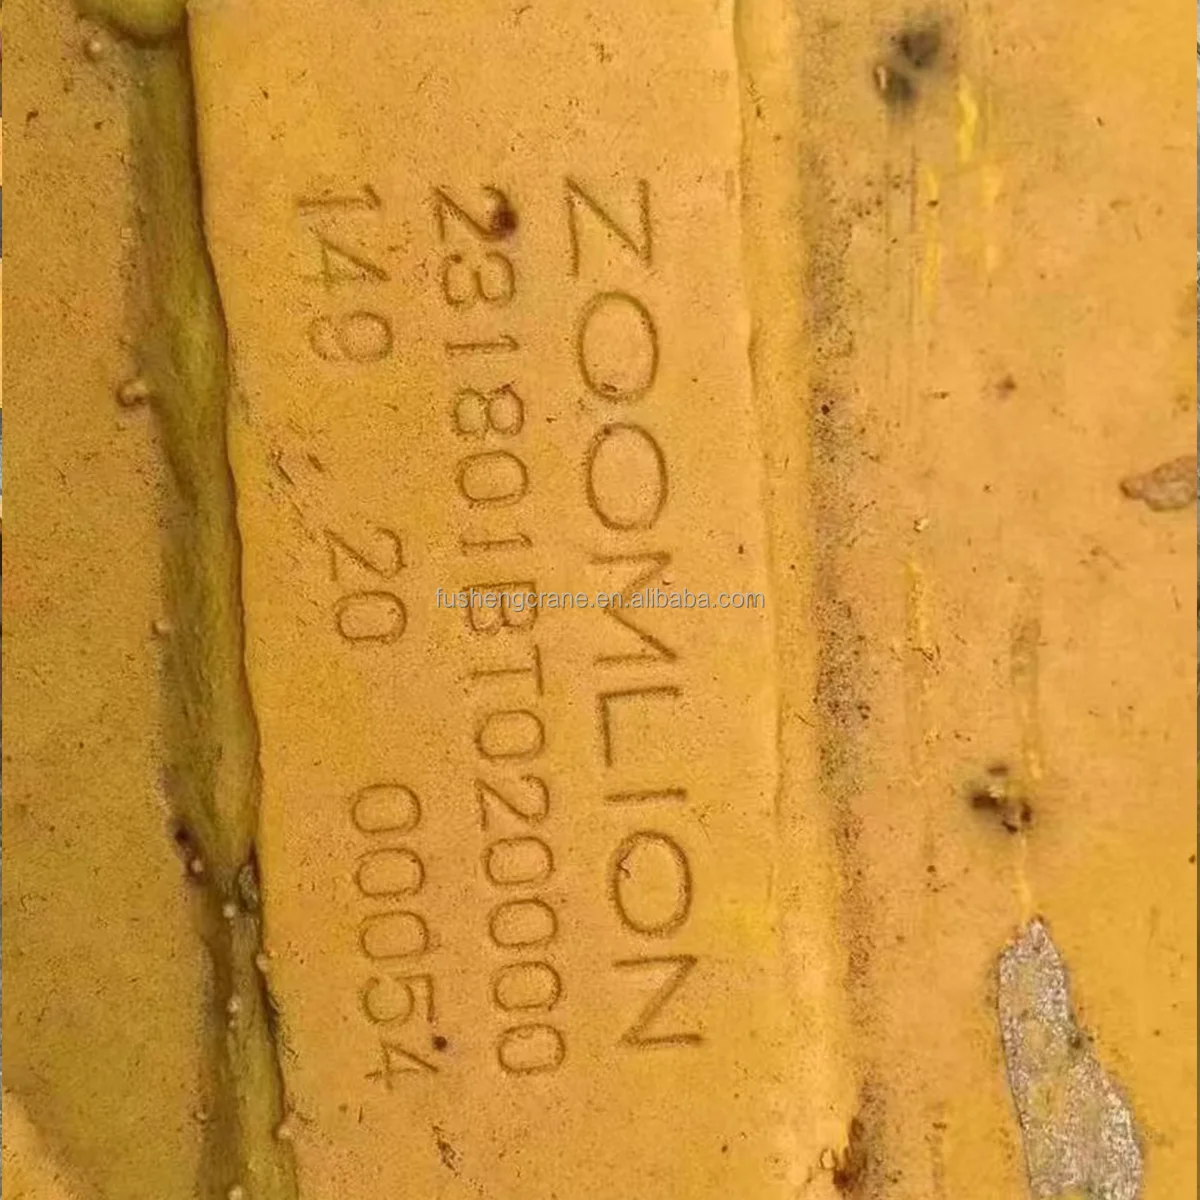 ZOOMLION
231801BT020000
149 20 00054
fushengcrane.en.alibaba.com